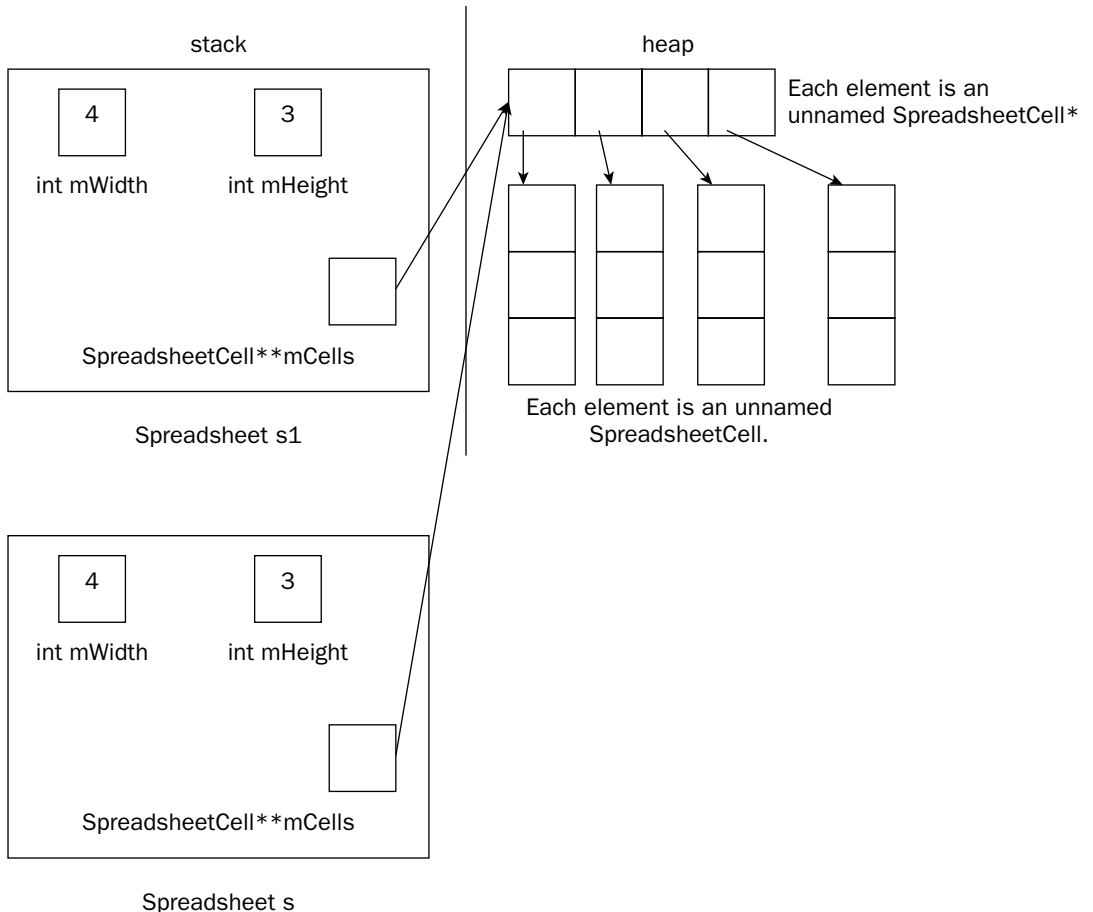 stack
heap
4
3
Each element is an
unnamed SpreadsheetCell*
int mWidth
int mHeight
SpreadsheetCell**mCells
Each element is an unnamed
SpreadsheetCell.
Spreadsheet s1
4
3
int mWidth
int mHeight
SpreadsheetCell**mCells
Spreadsheet s